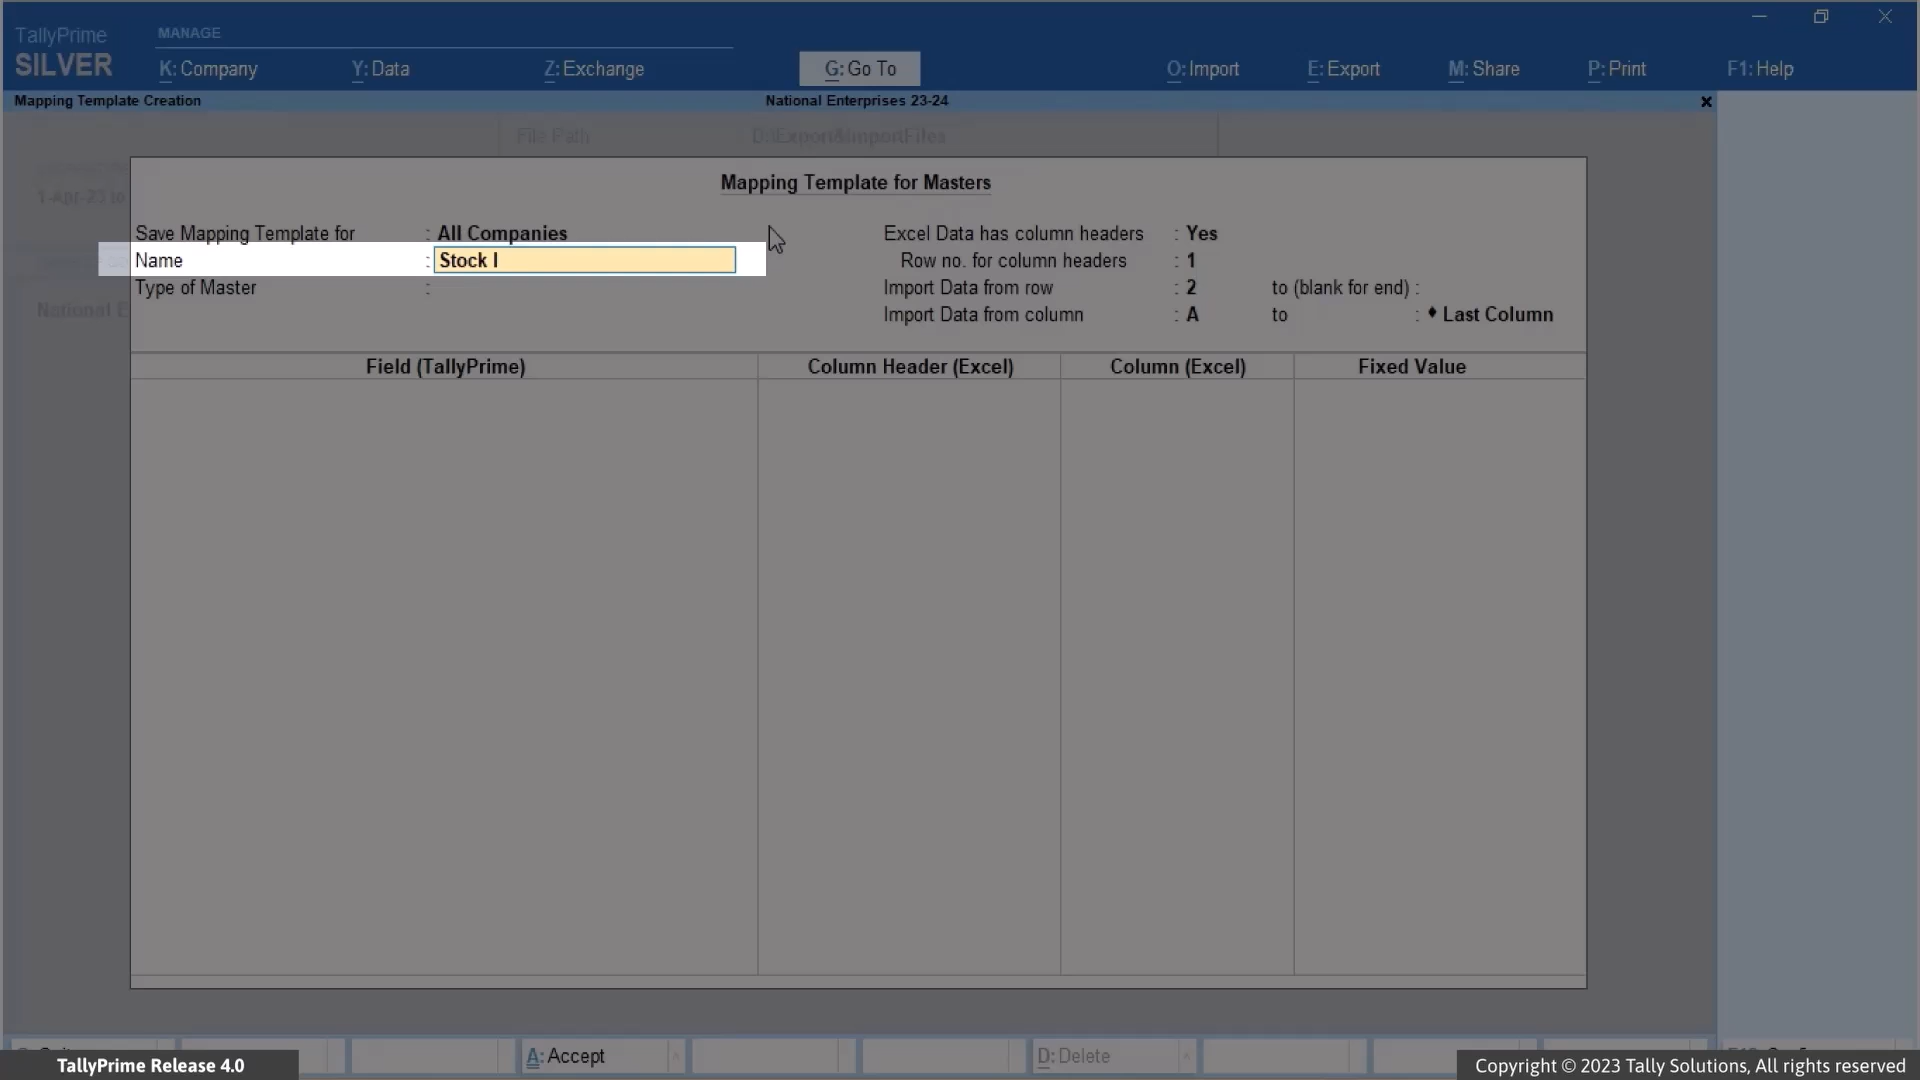 TallyPrime
SILVER
MANAGE
K: Company
Y: Data
Z: Exchange
G: Go To
O: Import
E: Export
M: Share
P: Print
F1: Help
Mapping Template Creation
National Enterprises 23-24
File Path
D:\Export&ImportFiles
1-Apr-23 to
National E
Mapping Template for Masters
Save Mapping Template for : All Companies
Name : Stock I
Type of Master :
Excel Data has column headers : Yes
Row no. for column headers : 1
Import Data from row : 2 to (blank for end) :
Import Data from column : A to : ♦ Last Column
Field (TallyPrime)
Column Header (Excel)
Column (Excel)
Fixed Value
A: Accept
D: Delete
TallyPrime Release 4.0
Copyright © 2023 Tally Solutions, All rights reserved